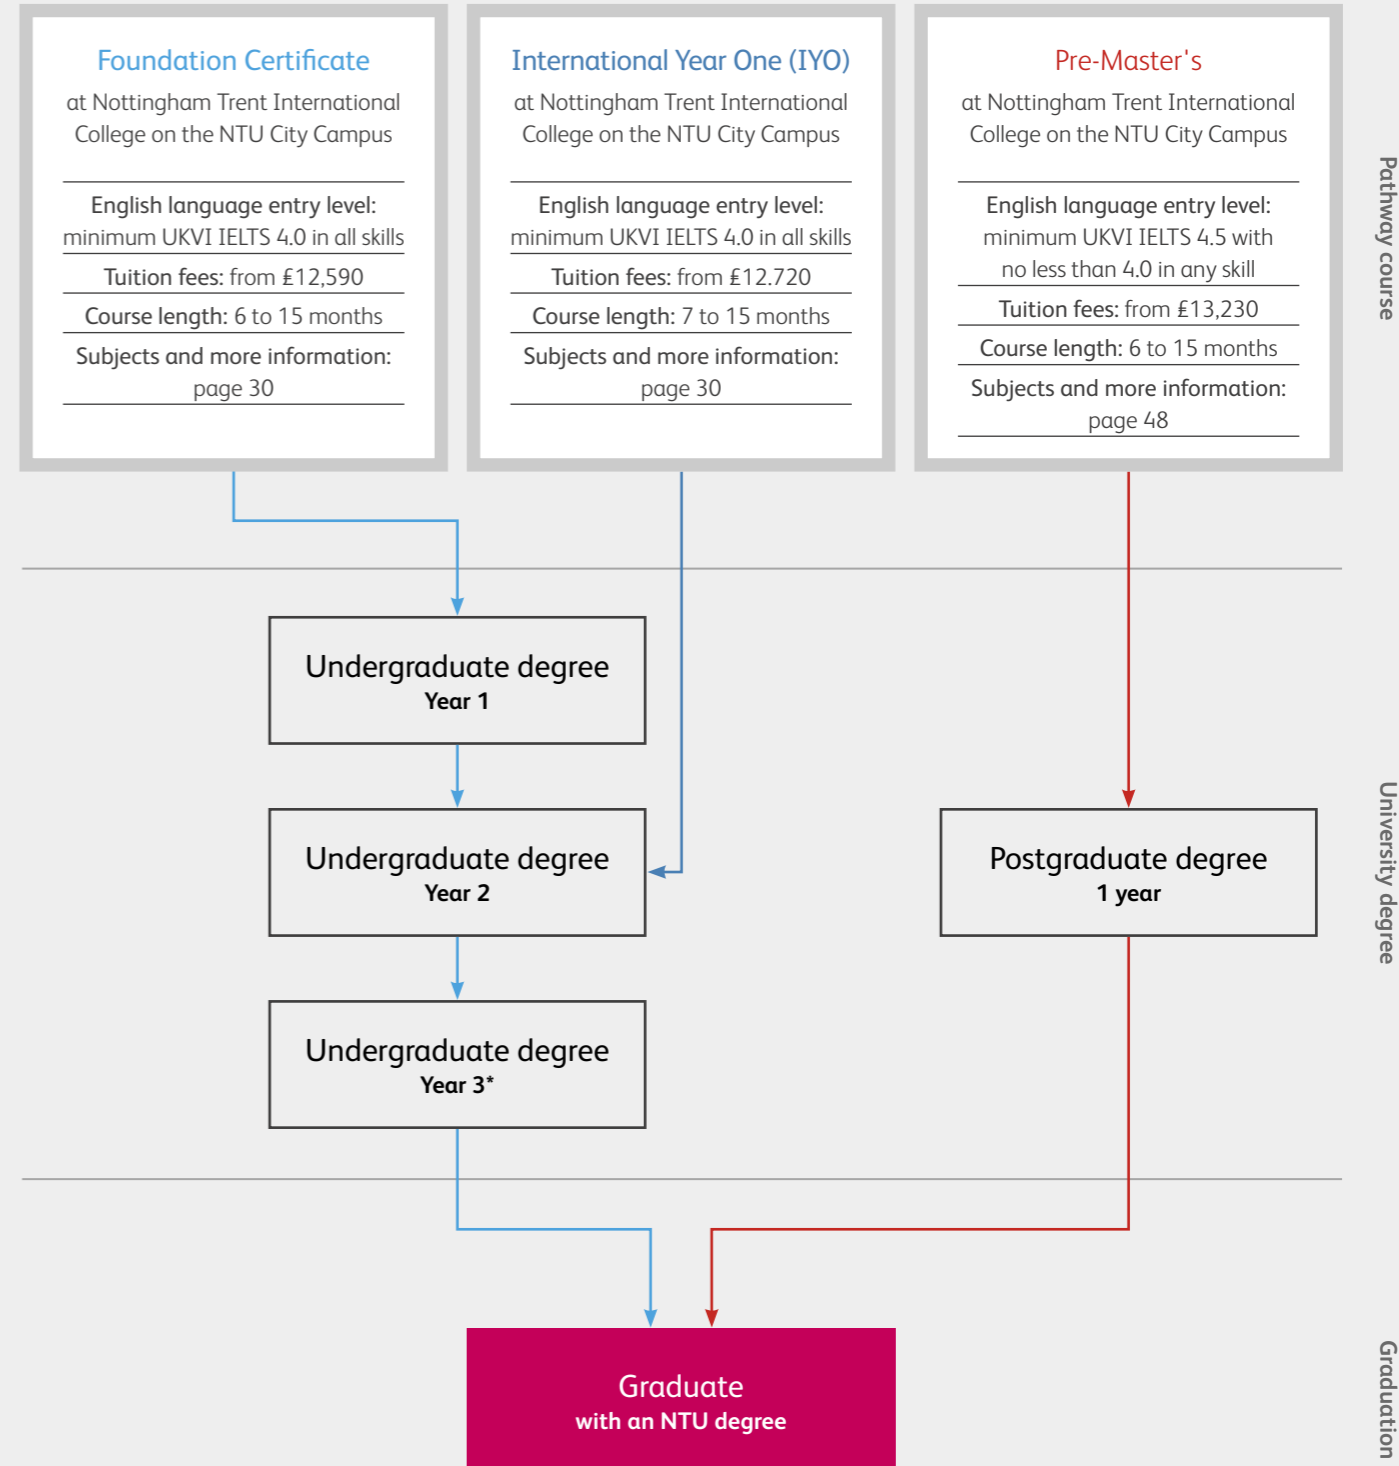 Foundation Certificate
at Nottingham Trent International
College on the NTU City Campus
English language entry level:
minimum UKVI IELTS 4.0 in all skills
Tuition fees: from £12,590
Course length: 6 to 15 months
Subjects and more information:
page 30
International Year One (IYO)
at Nottingham Trent International
College on the NTU City Campus
English language entry level:
minimum UKVI IELTS 4.0 in all skills
Tuition fees: from £12.720
Course length: 7 to 15 months
Subjects and more information:
page 30
Pre-Master's
at Nottingham Trent International
College on the NTU City Campus
English language entry level:
minimum UKVI IELTS 4.5 with
no less than 4.0 in any skill
Tuition fees: from £13,230
Course length: 6 to 15 months
Subjects and more information:
page 48
Pathway course
Undergraduate degree
Year 1
Undergraduate degree
Year 2
Undergraduate degree
Year 3*
Postgraduate degree
1 year
University degree
Graduate
with an NTU degree
Graduation